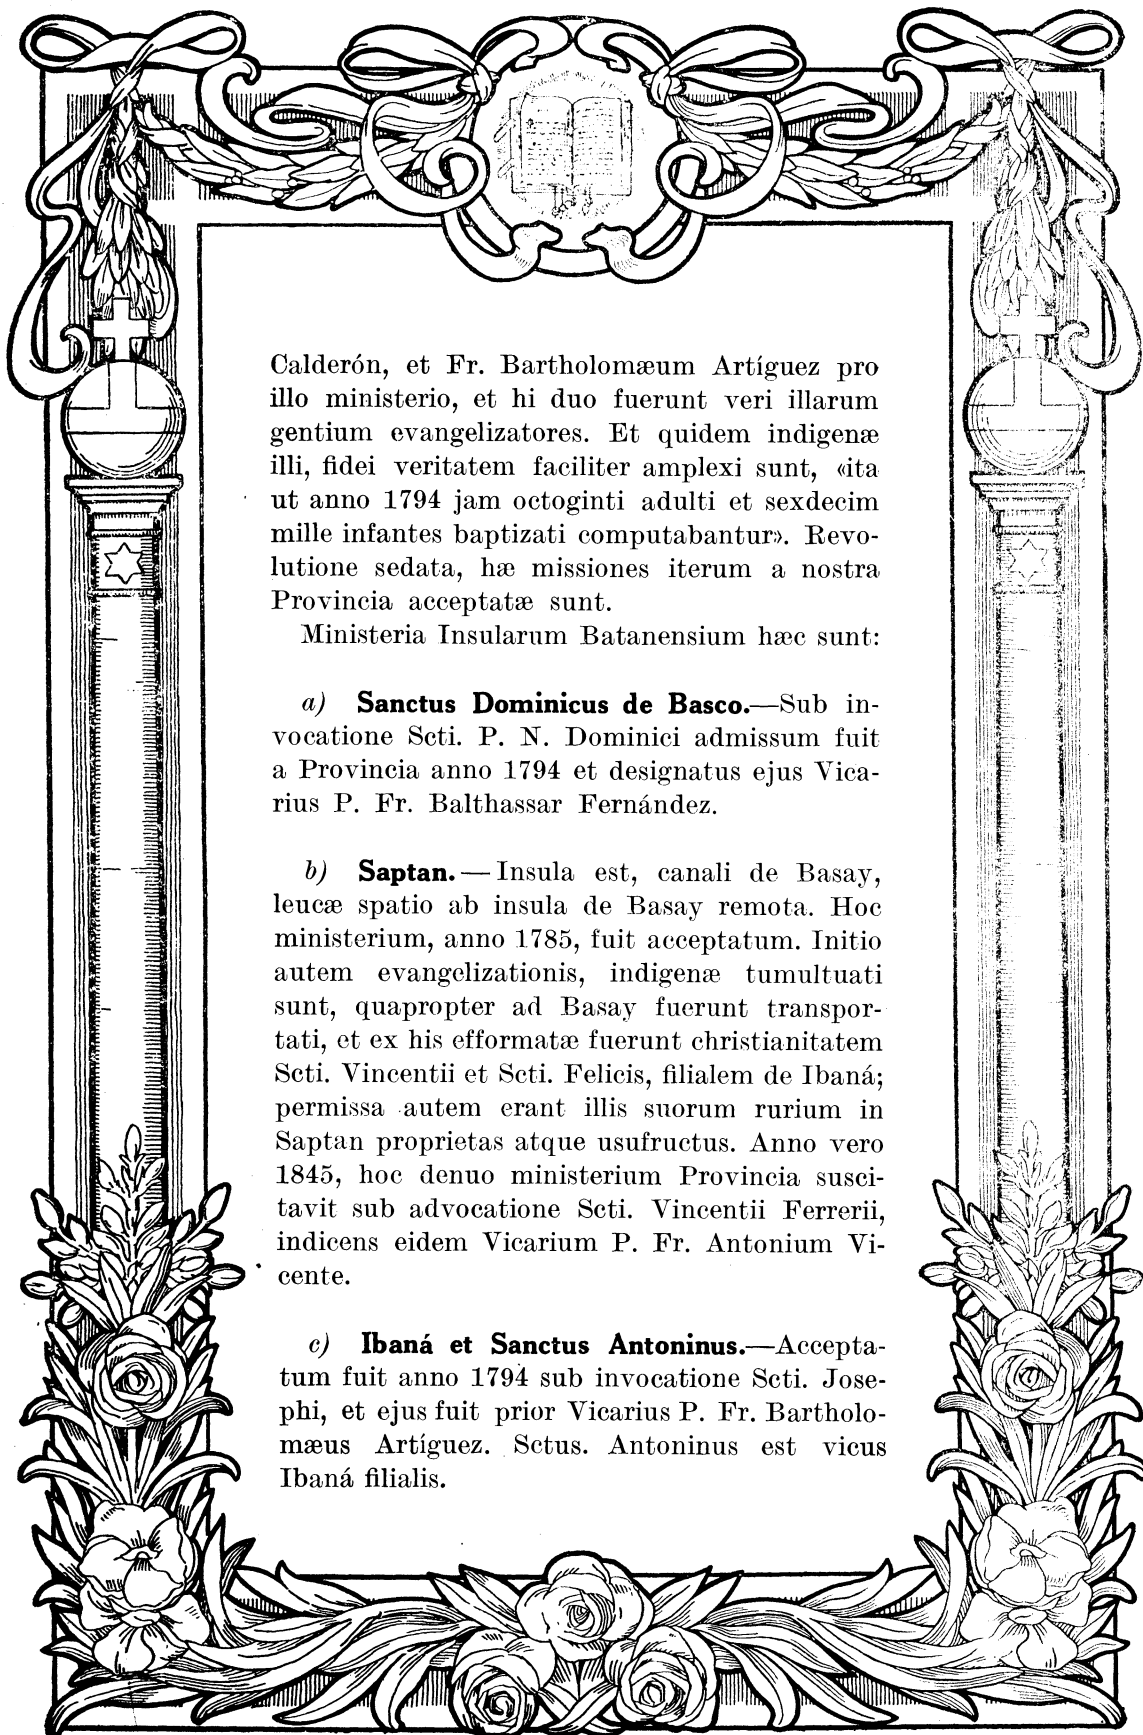 Calderón, et Fr. Bartholomæum Artíguez pro
illo ministerio, et hi duo fuerunt veri illarum
gentium evangelizatores. Et quidem indigenæ
illi, fidei veritatem faciliter amplexi sunt, «ita
ut anno 1794 jam octoginti adulti et sexdecim
mille infantes baptizati computabantur». Revo-
lutione sedata, hæ missiones iterum a nostra
Provincia acceptatæ sunt.
Ministeria Insularum Batanensium hæc sunt:
a) Sanctus Dominicus de Basco.—Sub in-
vocatione Scti. P. N. Dominici admissum fuit
a Provincia anno 1794 et designatus ejus Vica-
rius P. Fr. Balthassar Fernández.
b) Saptan.—Insula est, canali de Basay,
leucæ spatio ab insula de Basay remota. Hoc
ministerium, anno 1785, fuit acceptatum. Initio
autem evangelizationis, indigenæ tumultuati
sunt, quapropter ad Basay fuerunt transpor-
tati, et ex his efformatæ fuerunt christianitatem
Scti. Vincentii et Scti. Felicis, filialem de Ibaná;
permissa autem erant illis suorum rurium in
Saptan proprietas atque usufructus. Anno vero
1845, hoc denuo ministerium Provincia susci-
tavit sub advocatione Scti. Vincentii Ferrerii,
indicens eidem Vicarium P. Fr. Antonium Vi-
cente.
c) Ibaná et Sanctus Antoninus.—Accepta-
tum fuit anno 1794 sub invocatione Scti. Jose-
phi, et ejus fuit prior Vicarius P. Fr. Bartholo-
mæus Artíguez. Sctus. Antoninus est vicus
Ibaná filialis.